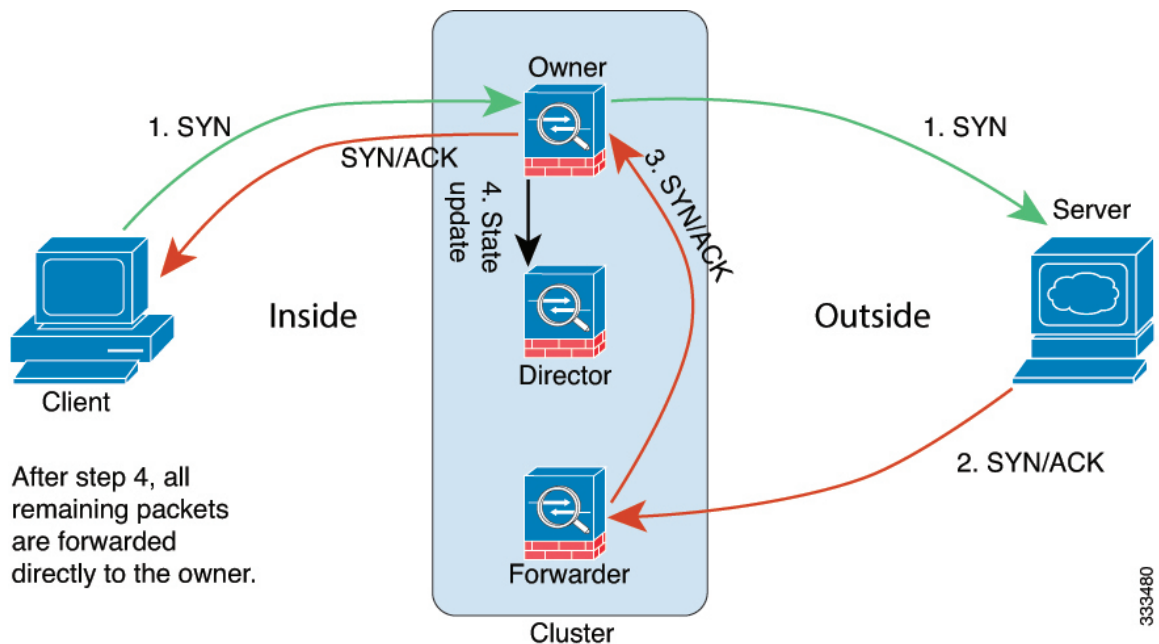 Owner
1. SYN
1. SYN
SYN/ACK
3. SYN/ACK
4. State
update
Server
Inside
Outside
Director
Client
2. SYN/ACK
After step 4, all
remaining packets
are forwarded
directly to the owner.
Forwarder
Cluster
333480